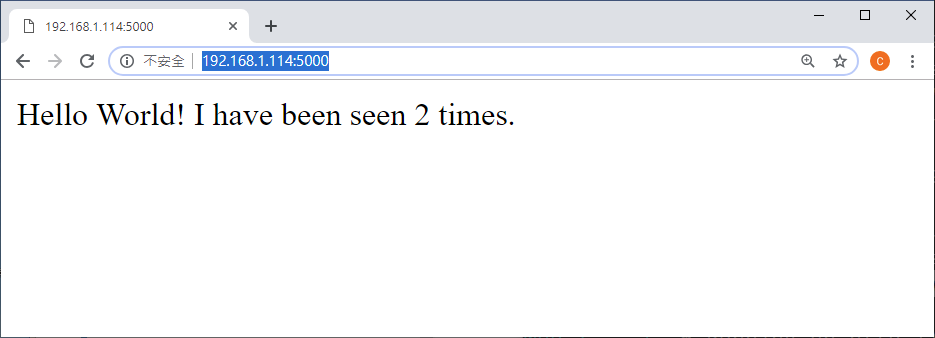 192.168.1.114:5000
不安全 192.168.1.114:5000
C
Hello World! I have been seen 2 times.